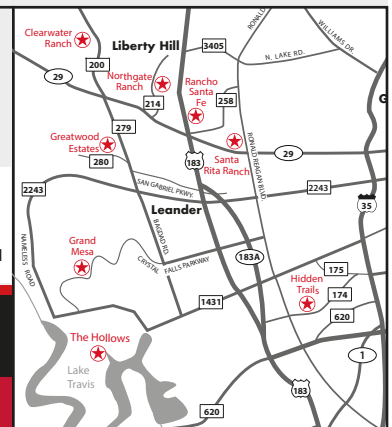 Clearwater
Ranch
Liberty Hill
3405
RONALD
WILLIAMS DR.
N. LAKE RD.
200
29
Northgate
Ranch
Rancho
Santa
Fe
214
258
G
279
Greatwood
Estates
280
183
Santa
Rita Ranch
RONALD REAGAN BLVD.
29
2243
SAN GABRIEL PKWY.
2243
35
Leander
NAMELESS ROAD
BAGDAD RD.
Grand
Mesa
CRYSTAL FALLS PARKWAY
183A
175
Hidden
Trails
174
1431
620
The Hollows
Lake
Travis
1
183
620